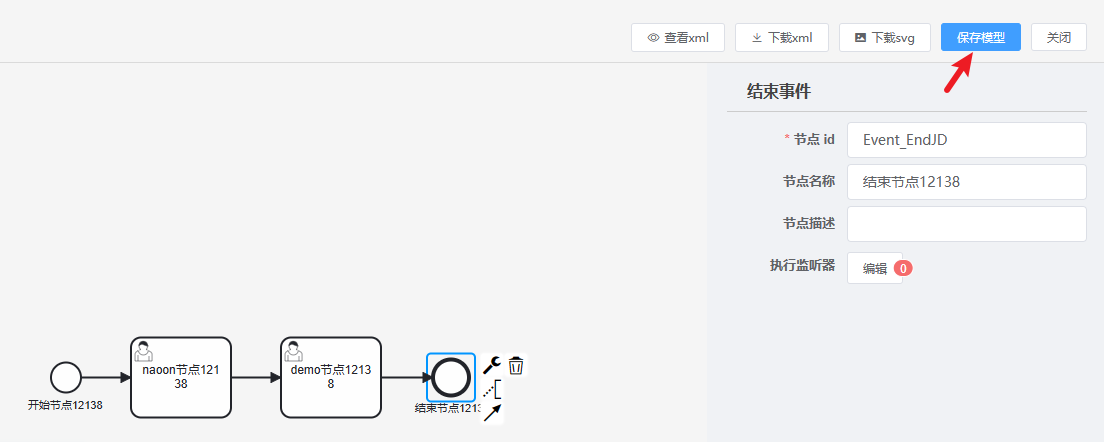 查看xml 下载xml 下载svg 保存模型 关闭
结束事件
* 节点 id Event_EndJD
节点名称 结束节点12138
节点描述
执行监听器 编辑 0
naoon节点121
38
demo节点1213
8
开始节点12138
结束节点1213